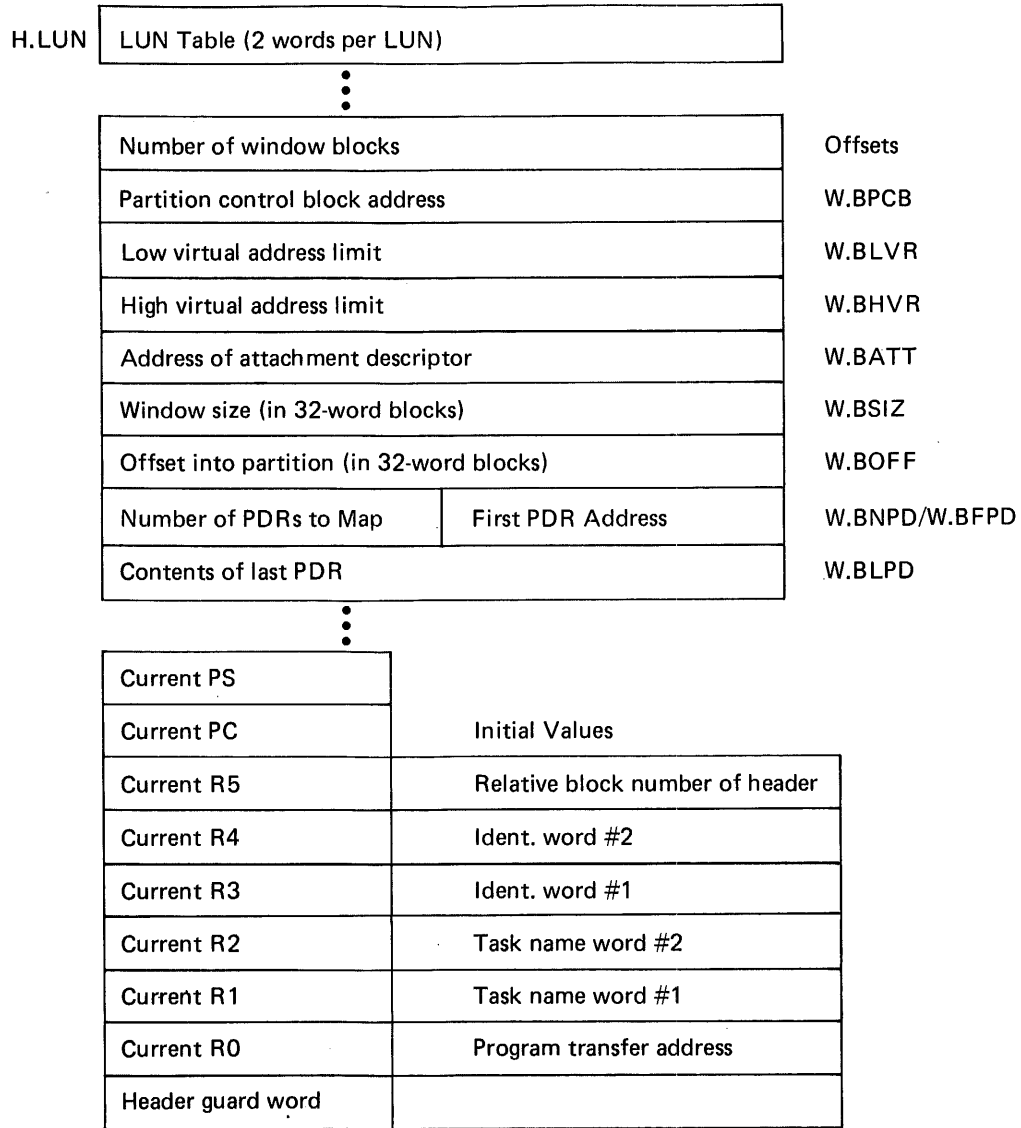 H.LUN LUN Table (2 words per LUN)
Number of window blocks Offsets
Partition control block address W.BPCB
Low virtual address limit W.BLVR
High virtual address limit W.BHVR
Address of attachment descriptor W.BATT
Window size (in 32-word blocks) W.BSIZ
Offset into partition (in 32-word blocks) W.BOFF
Number of PDRs to Map First PDR Address W.BNPD/W.BFPD
Contents of last PDR W.BLPD
Current PS
Current PC Initial Values
Current R5 Relative block number of header
Current R4 Ident. word #2
Current R3 Ident. word #1
Current R2 Task name word #2
Current R1 Task name word #1
Current R0 Program transfer address
Header guard word